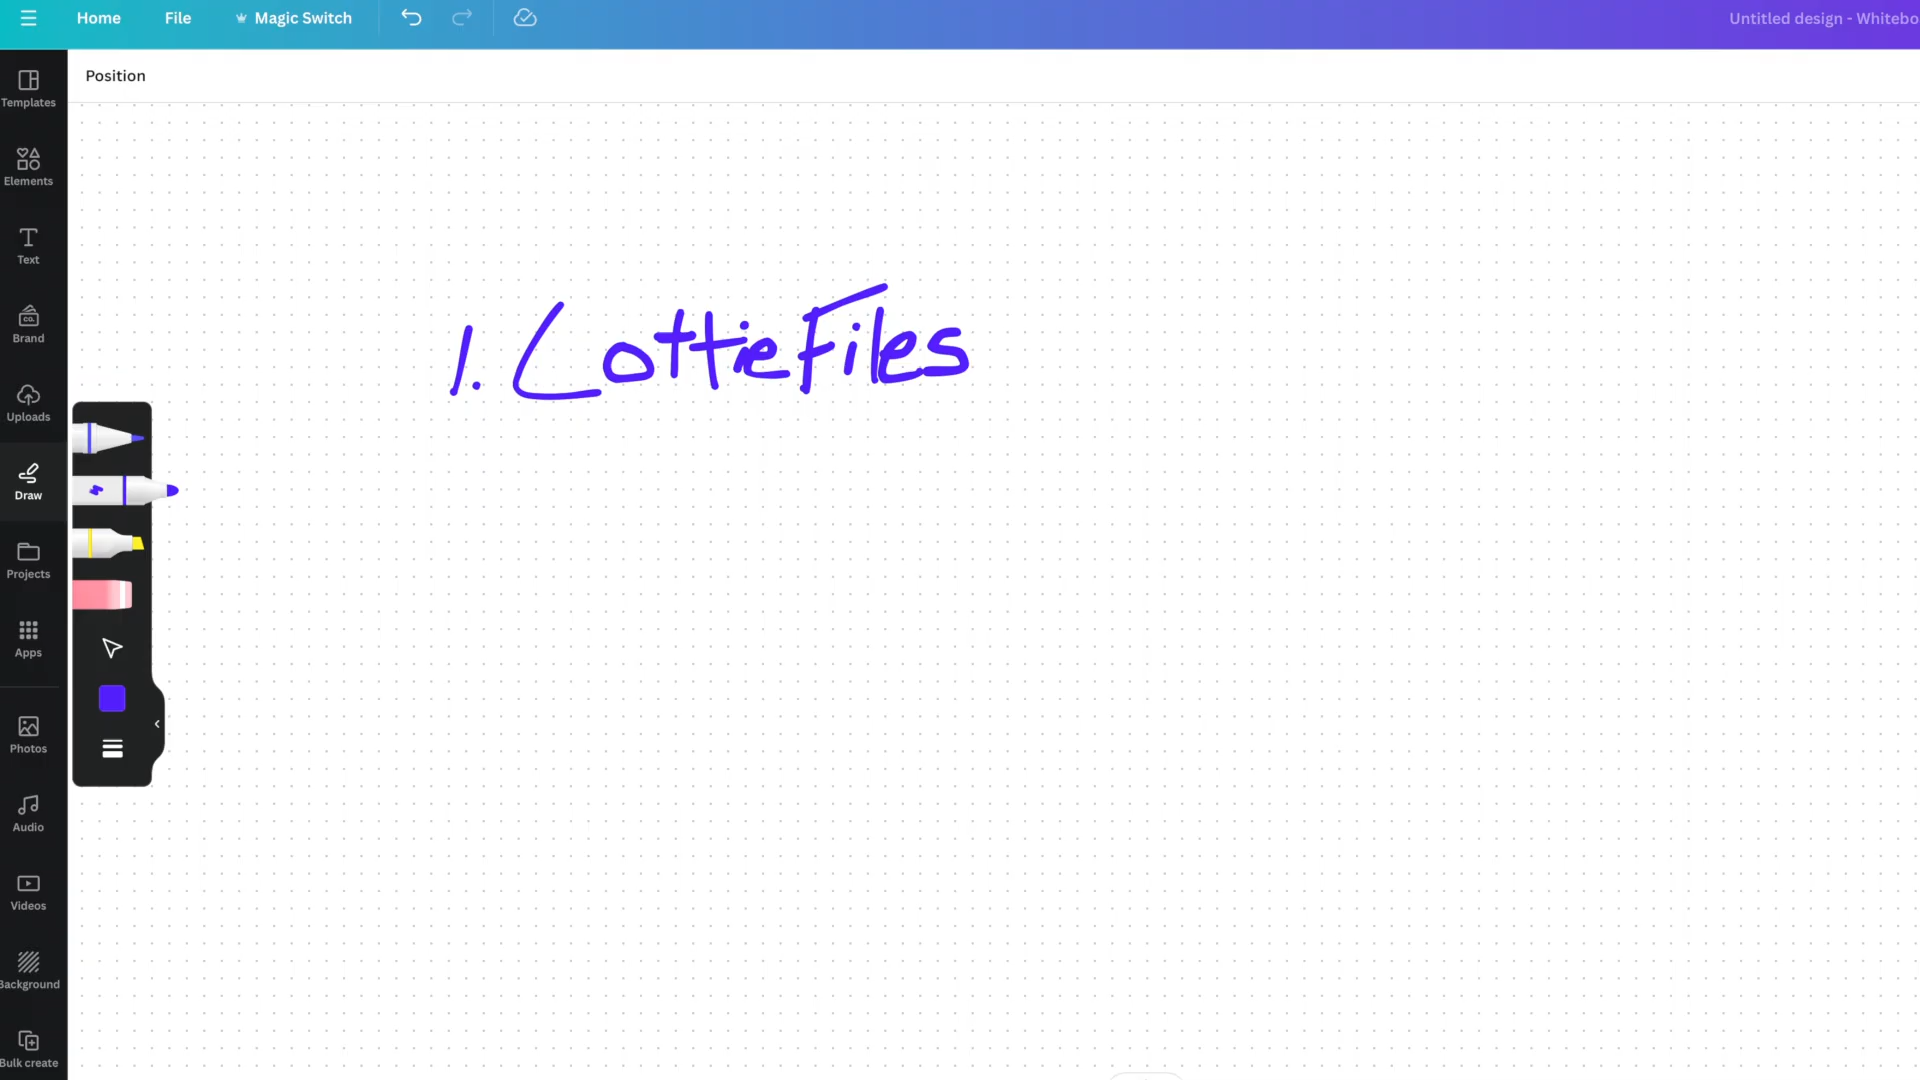 Home File Magic Switch Untitled design - Whitebo
Position
Templates
Elements
Text
CO.
Brand
Uploads
Draw
Projects
Apps
Photos
Audio
Videos
Background
Bulk create
1. LottieFiles